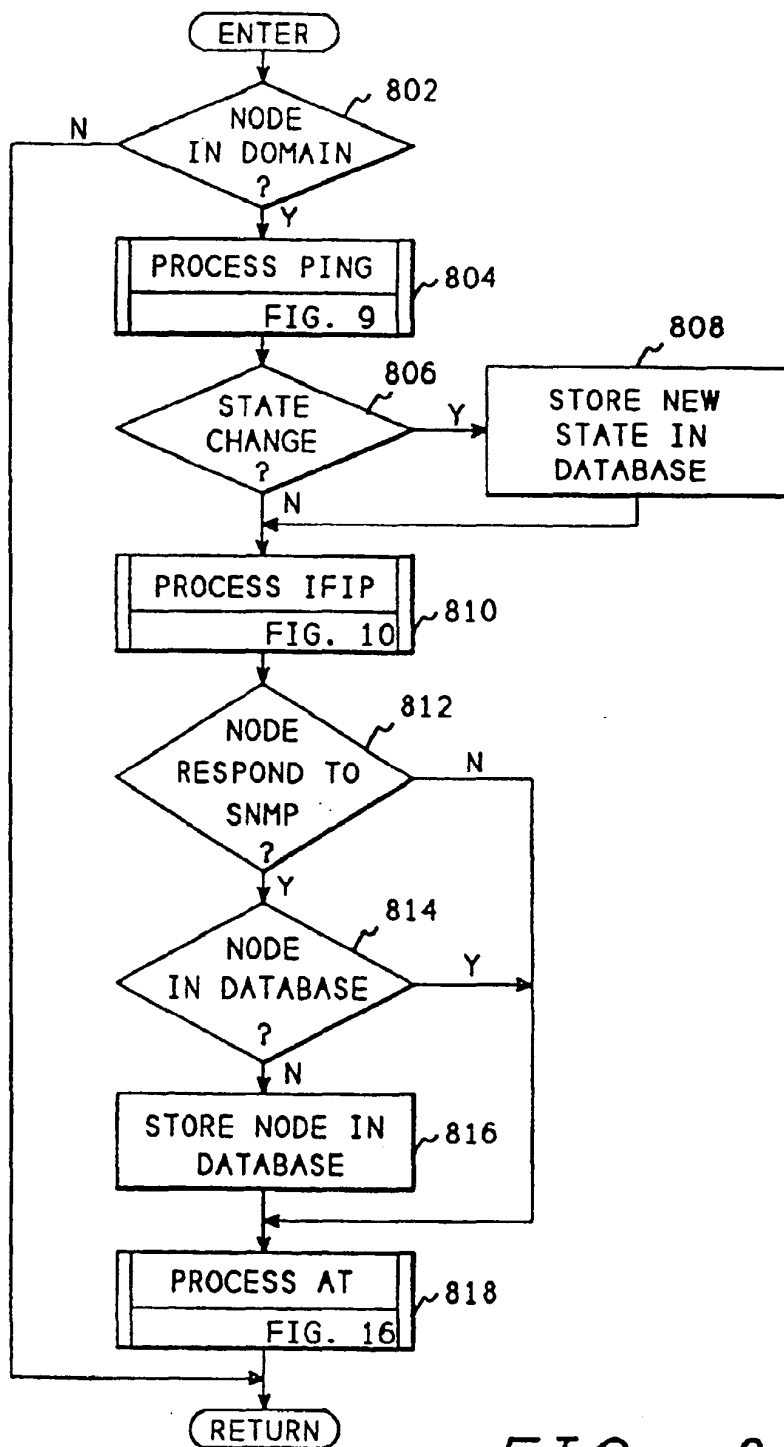 ENTER
802
NODE
IN DOMAIN
?
N
Y
PROCESS PING
FIG. 9
804
806
STATE
CHANGE
?
Y
N
808
STORE NEW
STATE IN
DATABASE
PROCESS IFIP
FIG. 10
810
812
NODE
RESPOND TO
SNMP
?
N
Y
814
NODE
IN DATABASE
?
Y
N
STORE NODE IN
DATABASE
816
PROCESS AT
FIG. 16
818
RETURN